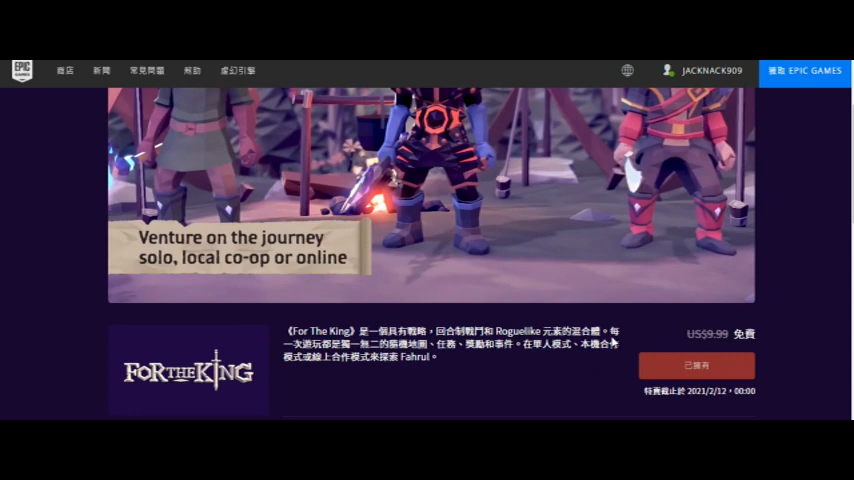 EPIC
GAMES
商店 新聞 常見問題 幫助 虛幻引擎 JACKNACK909 獲取 EPIC GAMES
Venture on the journey
solo, local co-op or online
《For The King》是一個具有戰略，回合制戰鬥和 Roguelike 元素的混合體。每
一次遊玩都是獨一無二的隨機地圖、任務、獎勵和事件。在單人模式、本機合作
模式或線上合作模式來探索 Fahrul。
FOR THE KING
US$9.99 免費
已擁有
特賣截止於 2021/2/12，00:00